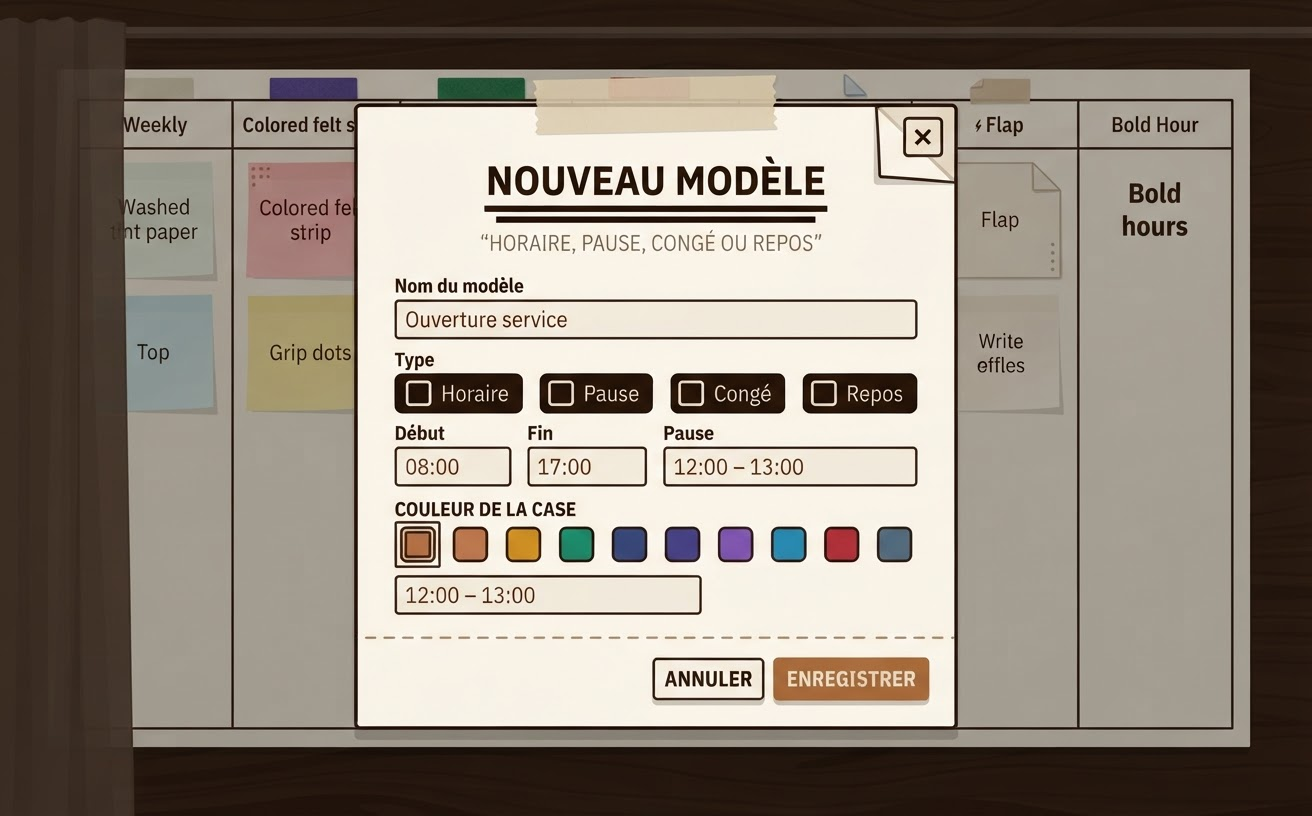 Weekly
Colored felt s
Flap
Bold Hour
Washed
paper
Colored fel
strip
Top
Grip dots
Flap
Write
effles
Bold
hours
NOUVEAU MODÈLE
“HORAIRE, PAUSE, CONGÉ OU REPOS”
Nom du modèle
Ouverture service
Type
Horaire
Pause
Congé
Repos
Début
Fin
Pause
08:00
17:00
12:00 – 13:00
COULEUR DE LA CASE
12:00 – 13:00
ANNULER
ENREGISTRER